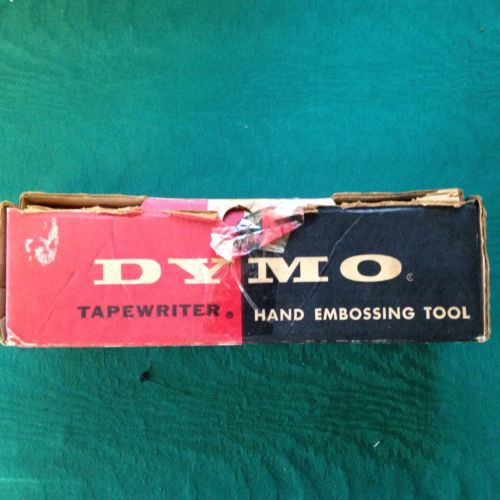 DYMO
TAPEWRITER® HAND EMBOSSING TOOL